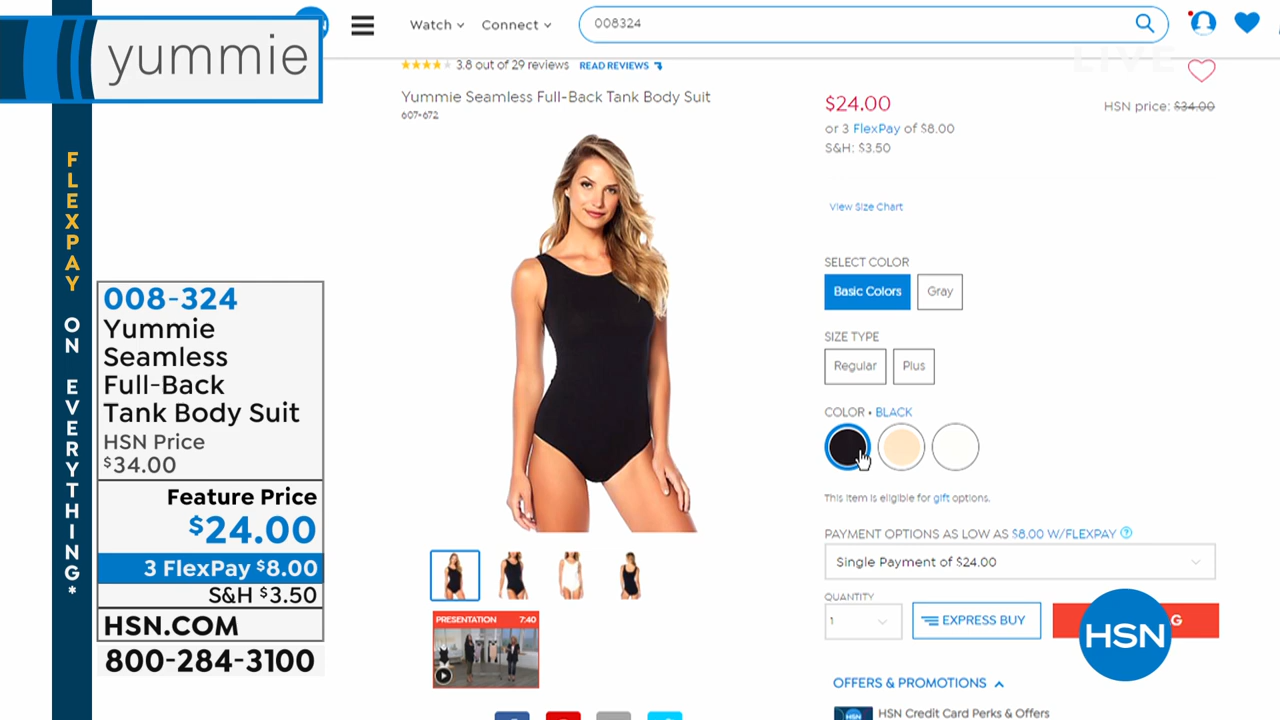 yummie
FLEXPAY ON EVERYTHING*
008-324
Yummie
Seamless
Full-Back
Tank Body Suit
HSN Price
$34.00
Feature Price
$24.00
3 FlexPay $8.00
S&H $3.50
HSN.COM
800-284-3100
Watch
Connect
008324
LIVE
3.8 out of 29 reviews READ REVIEWS
Yummie Seamless Full-Back Tank Body Suit
607-672
PRESENTATION 7:40
$24.00
HSN price: $34.00
or 3 FlexPay of $8.00
S&H: $3.50
View Size Chart
SELECT COLOR
Basic Colors
Gray
SIZE TYPE
Regular
Plus
COLOR • BLACK
This item is eligible for gift options.
PAYMENT OPTIONS AS LOW AS $8.00 W/FLEXPAY ?
Single Payment of $24.00
QUANTITY
1
EXPRESS BUY
G
HSN
OFFERS & PROMOTIONS
HSN
HSN Credit Card Perks & Offers